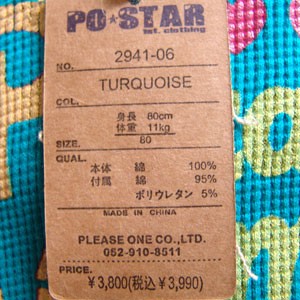 PO★STAR
int. clothing
NO. 2941-06
TURQUOISE
COL.
身長 80cm
体重 11kg
SIZE. 80
QUAL.
本体 綿 100%
付属 綿 95%
ポリウレタン 5%
MADE IN CHINA
PLEASE ONE CO.,LTD.
052-910-8511
PRICE.
¥3,800(税込¥3,990)